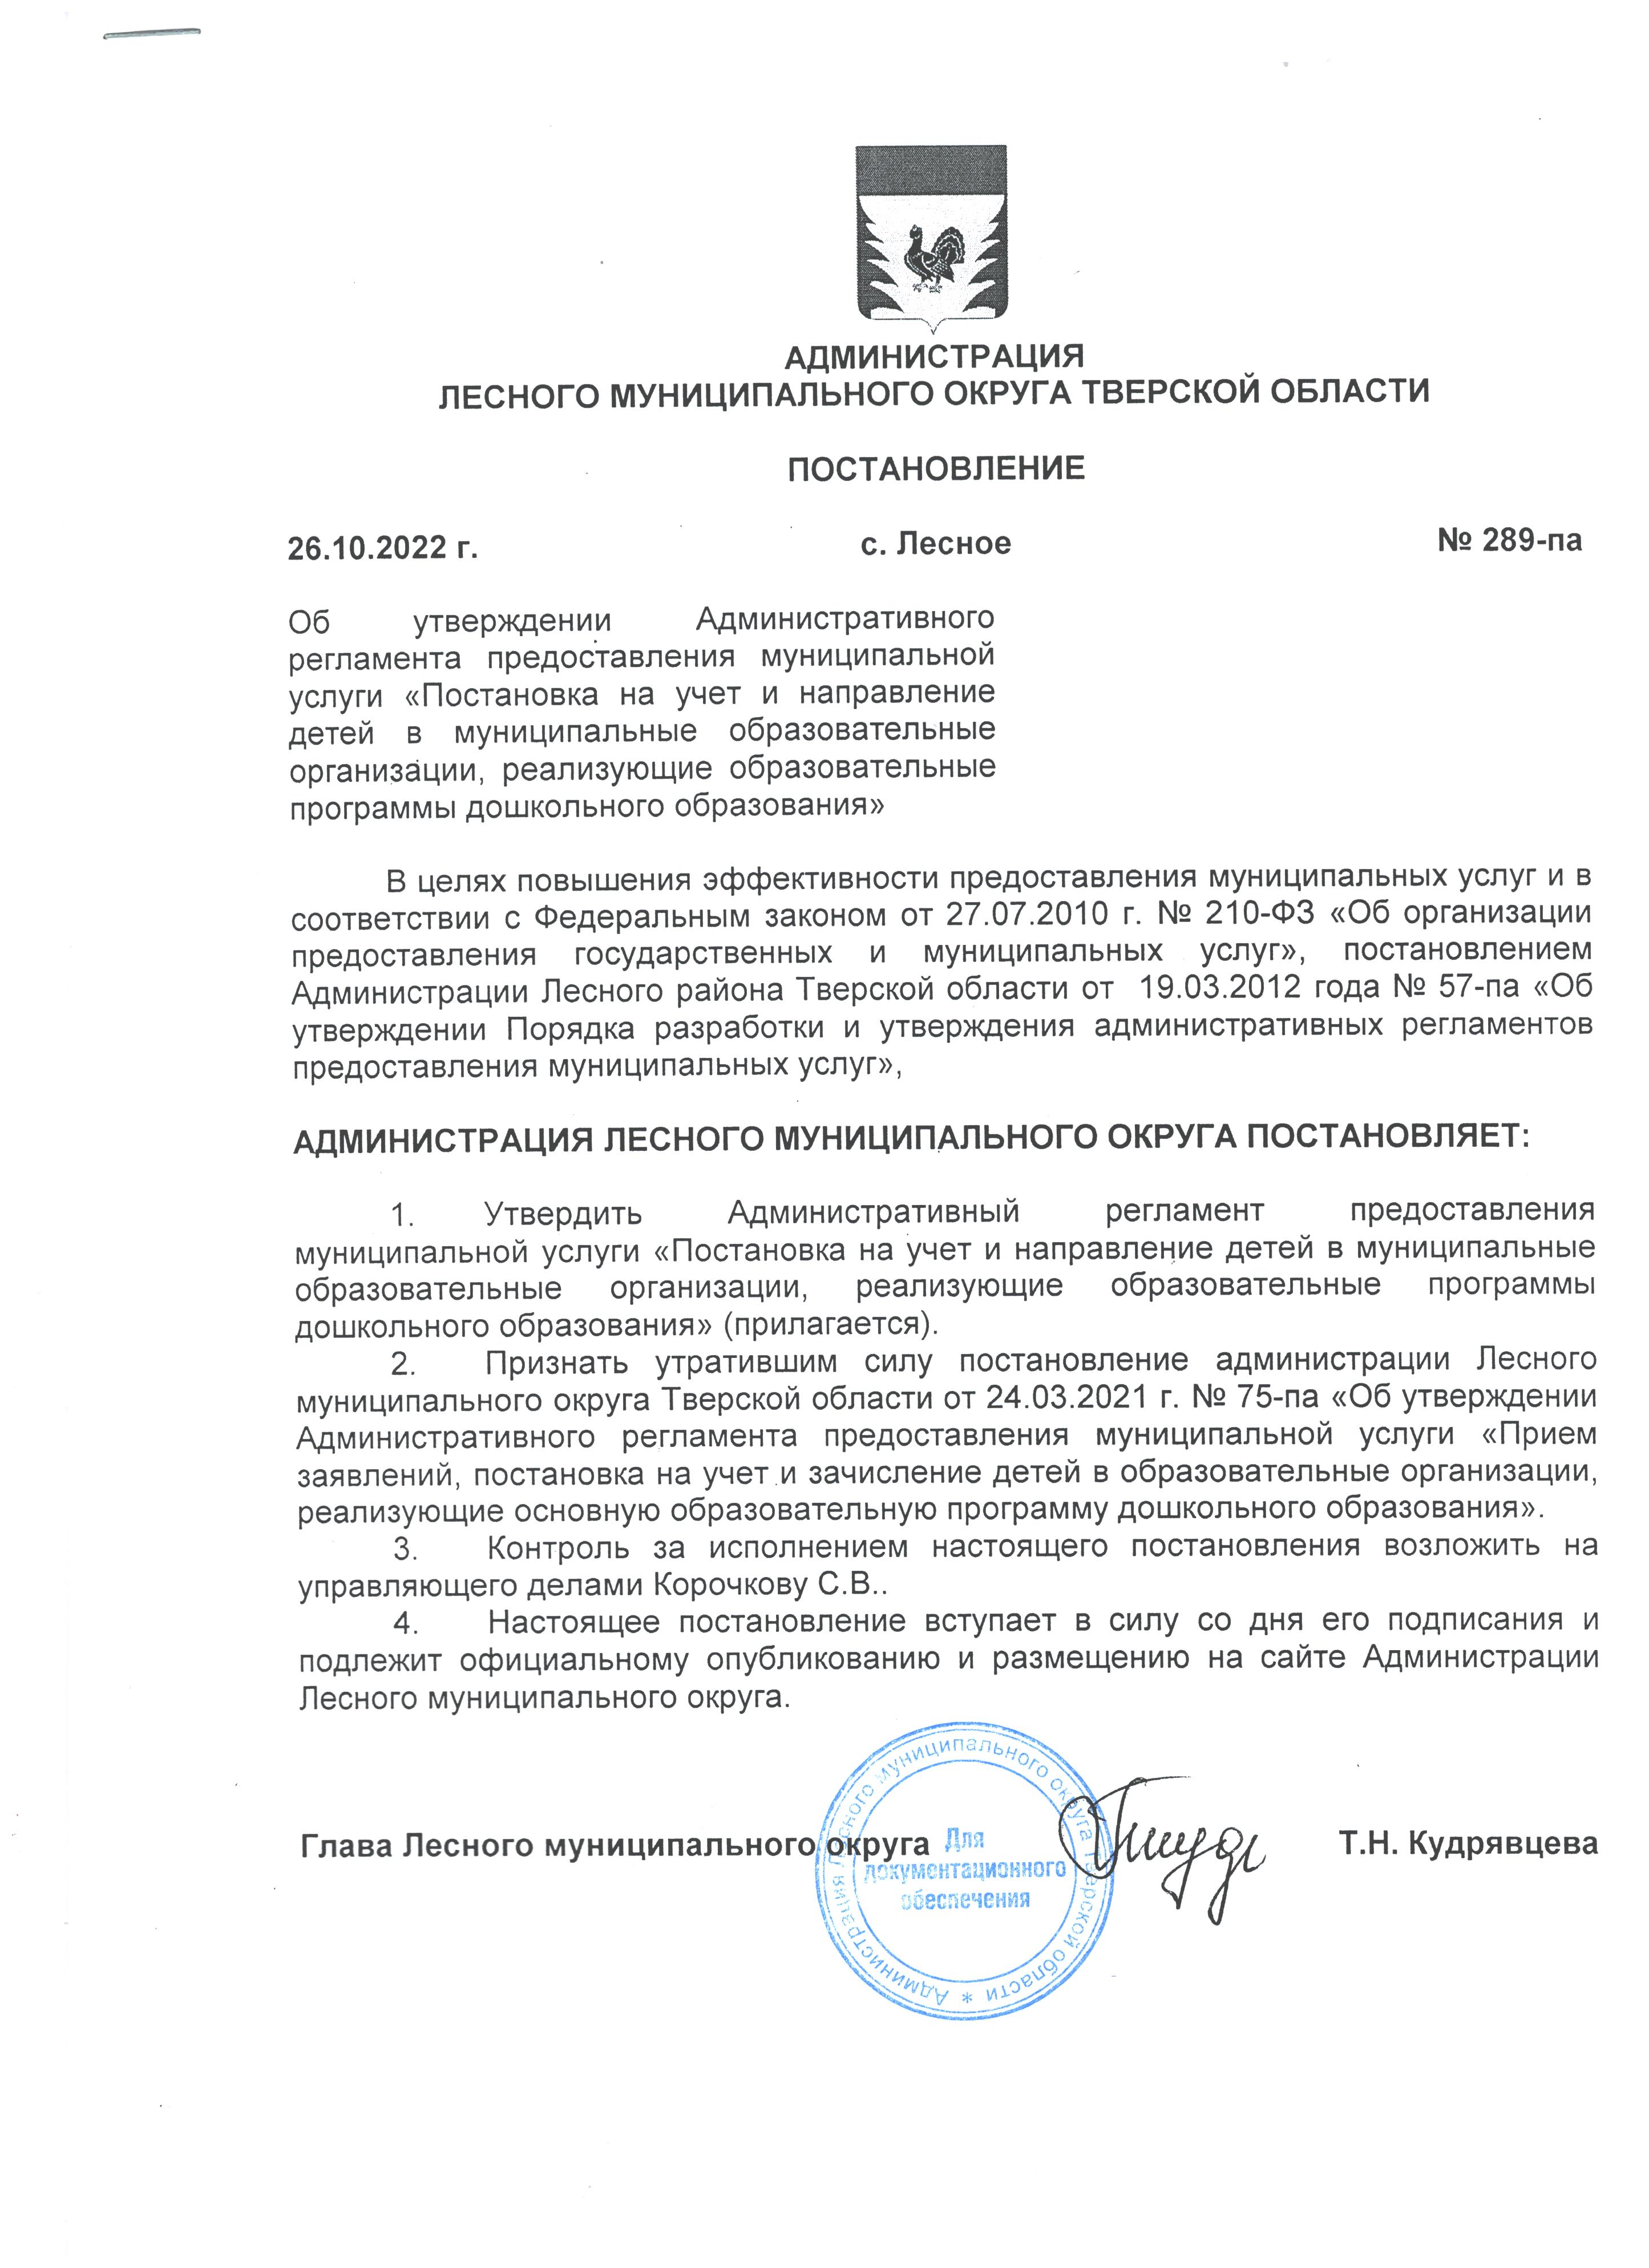 АДМИНИСТРАЦИЯ
ЛЕСНОГО МУНИЦИПАЛЬНОГО ОКРУГА ТВЕРСКОЙ ОБЛАСТИ
ПОСТАНОВЛЕНИЕ
26.10.2022 г. с. Лесное № 289-па
Об утверждении Административного
регламента предоставления муниципальной
услуги «Постановка на учет и направление
детей в муниципальные образовательные
организации, реализующие образовательные
программы дошкольного образования»
В целях повышения эффективности предоставления муниципальных услуг и в
соответствии с Федеральным законом от 27.07.2010 г. № 210-ФЗ «Об организации
предоставления государственных и муниципальных услуг», постановлением
Администрации Лесного района Тверской области от 19.03.2012 года № 57-па «Об
утверждении Порядка разработки и утверждения административных регламентов
предоставления муниципальных услуг»,
АДМИНИСТРАЦИЯ ЛЕСНОГО МУНИЦИПАЛЬНОГО ОКРУГА ПОСТАНОВЛЯЕТ:
1. Утвердить Административный регламент предоставления
муниципальной услуги «Постановка на учет и направление детей в муниципальные
образовательные организации, реализующие образовательные программы
дошкольного образования» (прилагается).
2. Признать утратившим силу постановление администрации Лесного
муниципального округа Тверской области от 24.03.2021 г. № 75-па «Об утверждении
Административного регламента предоставления муниципальной услуги «Прием
заявлений, постановка на учет и зачисление детей в образовательные организации,
реализующие основную образовательную программу дошкольного образования».
3. Контроль за исполнением настоящего постановления возложить на
управляющего делами Корочкову С.В..
4. Настоящее постановление вступает в силу со дня его подписания и
подлежит официальному опубликованию и размещению на сайте Администрации
Лесного муниципального округа.
Глава Лесного муниципального округа Т.Н. Кудрявцева
Для
документационного
обеспечения
Администрация Лесного муниципального округа Тверской области *